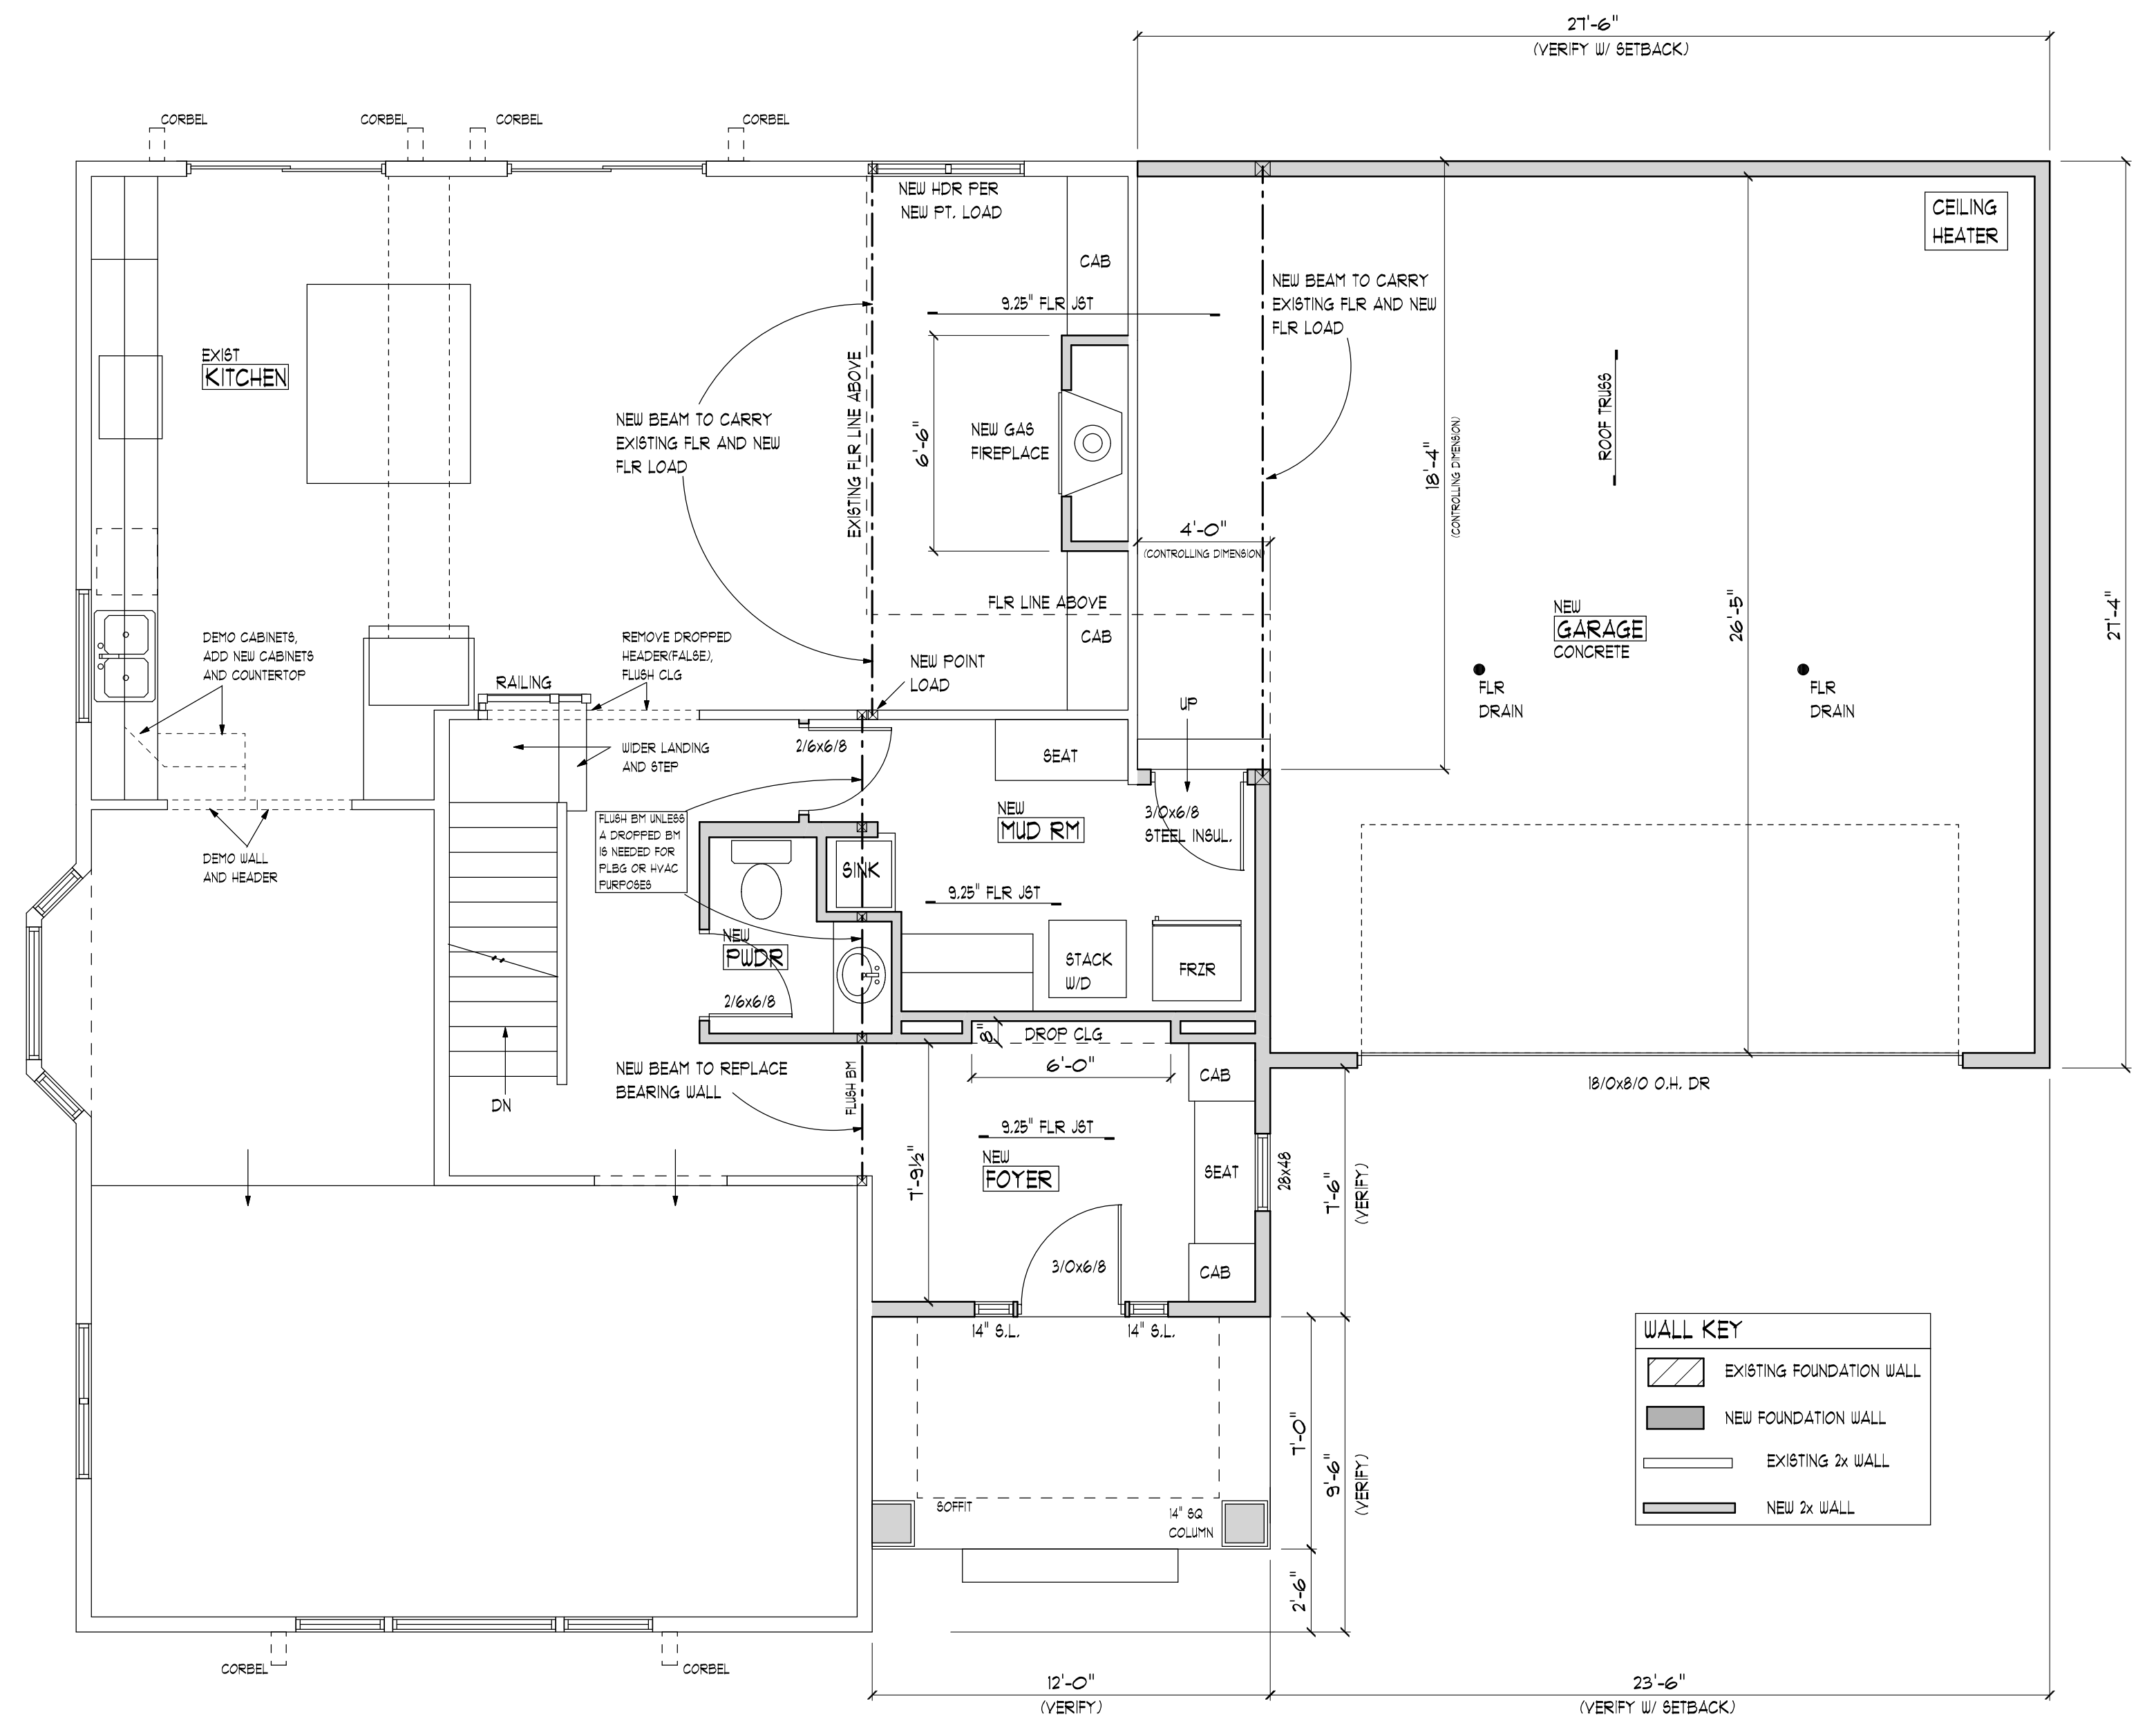 27'-6"
(VERIFY W/ SETBACK)
CORBEL
CORBEL
CORBEL
CORBEL
NEW HDR PER
NEW PT. LOAD
CEILING
HEATER
CAB
9.25" FLR JST
NEW BEAM TO CARRY
EXISTING FLR AND NEW
FLR LOAD
EXIST
KITCHEN
NEW BEAM TO CARRY
EXISTING FLR AND NEW
FLR LOAD
EXISTING FLR LINE ABOVE
6'-6"
NEW GAS
FIREPLACE
18'-4"
(CONTROLLING DIMENSION)
ROOF TRUSS
4'-0"
(CONTROLLING DIMENSION)
FLR LINE ABOVE
CAB
NEW
GARAGE
CONCRETE
26'-5"
27'-4"
FLR
DRAIN
FLR
DRAIN
DEMO CABINETS,
ADD NEW CABINETS
AND COUNTERTOP
REMOVE DROPPED
HEADER(FALSE),
FLUSH CLG
RAILING
NEW POINT
LOAD
UP
WIDER LANDING
AND STEP
2/6x6/8
SEAT
NEW
MUD RM
3/0x6/8
STEEL INSUL.
FLUSH BM UNLESS
A DROPPED BM
IS NEEDED FOR
PLBG OR HVAC
PURPOSES
DEMO WALL
AND HEADER
SINK
9.25" FLR JST
NEW
PWDR
STACK
W/D
FRZR
2/6x6/8
8"
DROP CLG
6'-0"
NEW BEAM TO REPLACE
BEARING WALL
FLUSH BM
DN
CAB
18/0x8/0 O.H. DR
9.25" FLR JST
NEW
FOYER
7'-9½"
SEAT
28x48
7'-6"
(VERIFY)
3/0x6/8
CAB
14" S.L.
14" S.L.
WALL KEY
EXISTING FOUNDATION WALL
NEW FOUNDATION WALL
EXISTING 2x WALL
NEW 2x WALL
7'-0"
9'-6"
(VERIFY)
SOFFIT
14" SQ
COLUMN
2'-6"
CORBEL
CORBEL
12'-0"
(VERIFY)
23'-6"
(VERIFY W/ SETBACK)